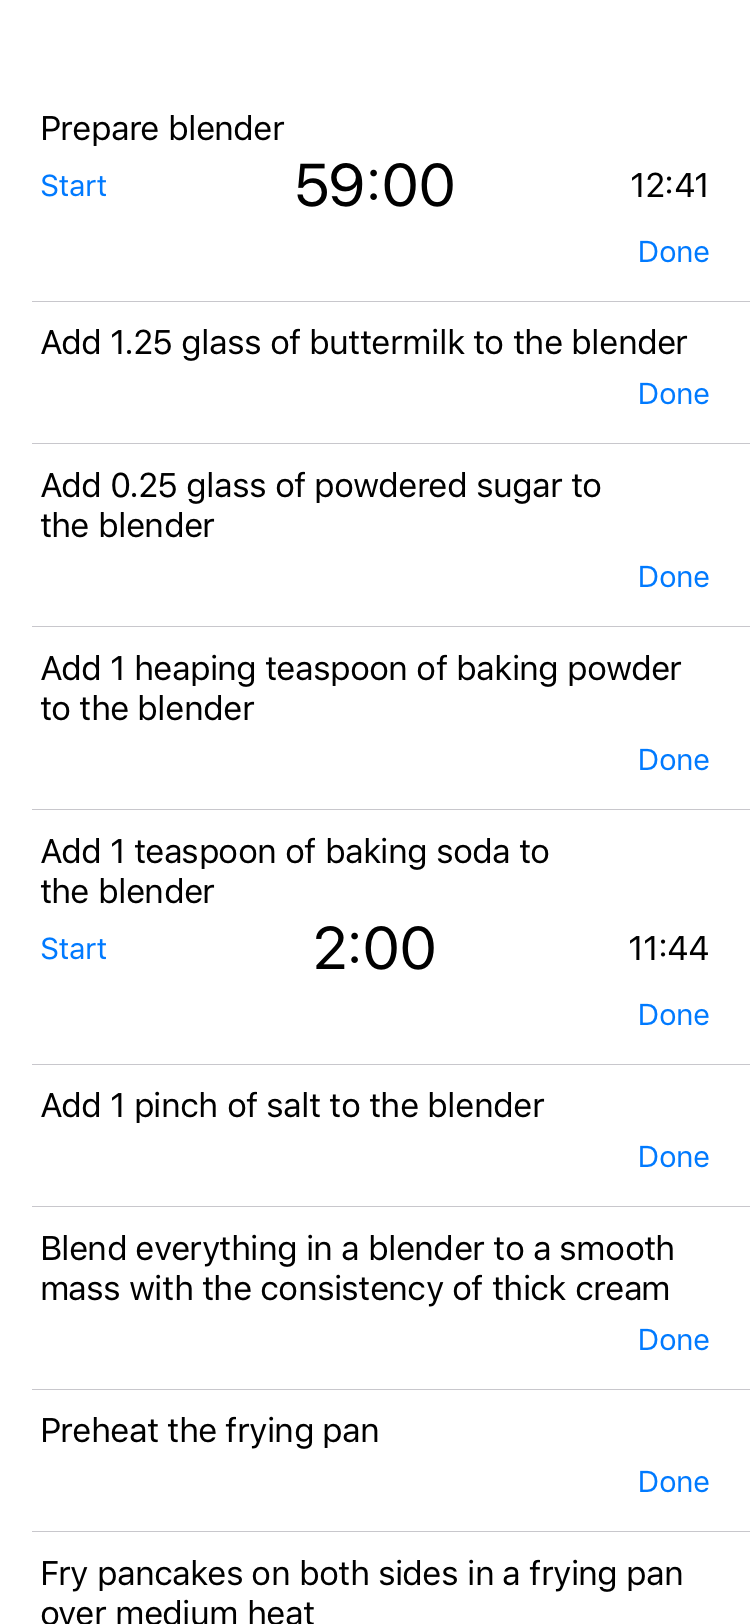 Prepare blender
Start 59:00 12:41
Done
Add 1.25 glass of buttermilk to the blender
Done
Add 0.25 glass of powdered sugar to
the blender
Done
Add 1 heaping teaspoon of baking powder
to the blender
Done
Add 1 teaspoon of baking soda to
the blender
Start 2:00 11:44
Done
Add 1 pinch of salt to the blender
Done
Blend everything in a blender to a smooth
mass with the consistency of thick cream
Done
Preheat the frying pan
Done
Fry pancakes on both sides in a frying pan
over medium heat